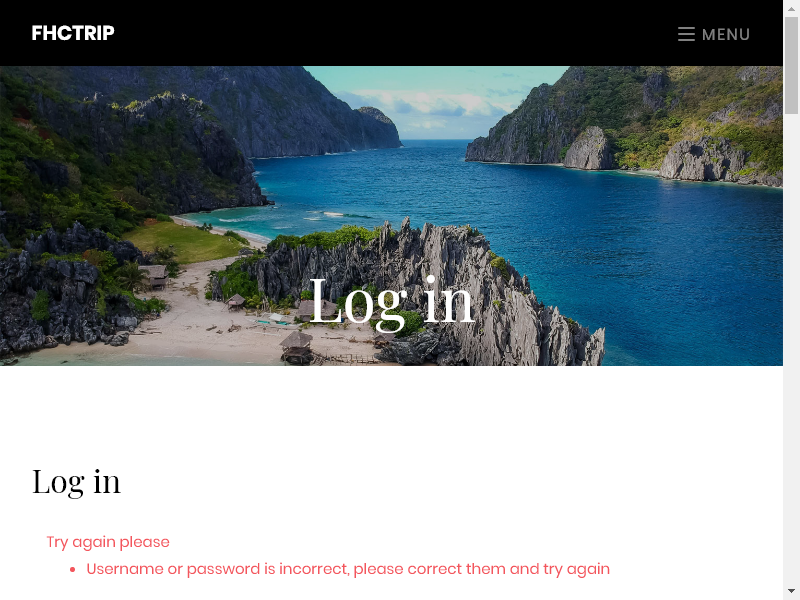 FHCTRIP
MENU
Log in
Log in
Try again please
Username or password is incorrect, please correct them and try again